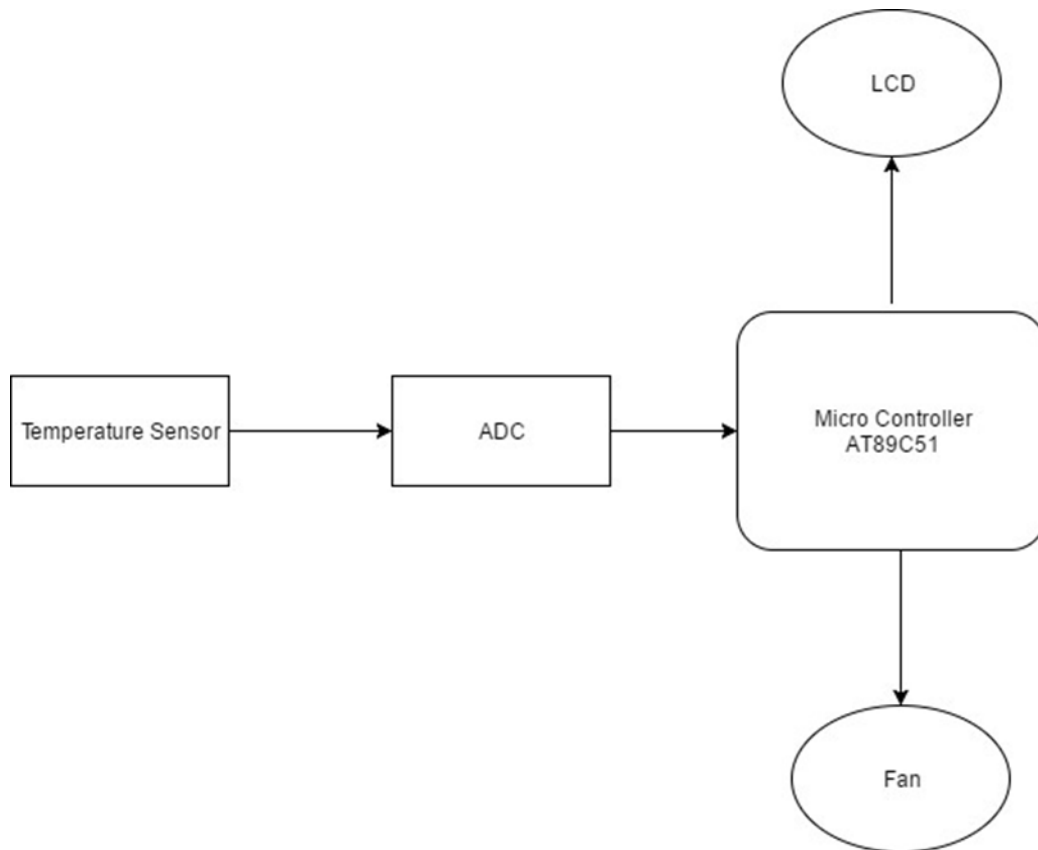 LCD
Temperature Sensor
ADC
Micro Controller
AT89C51
Fan